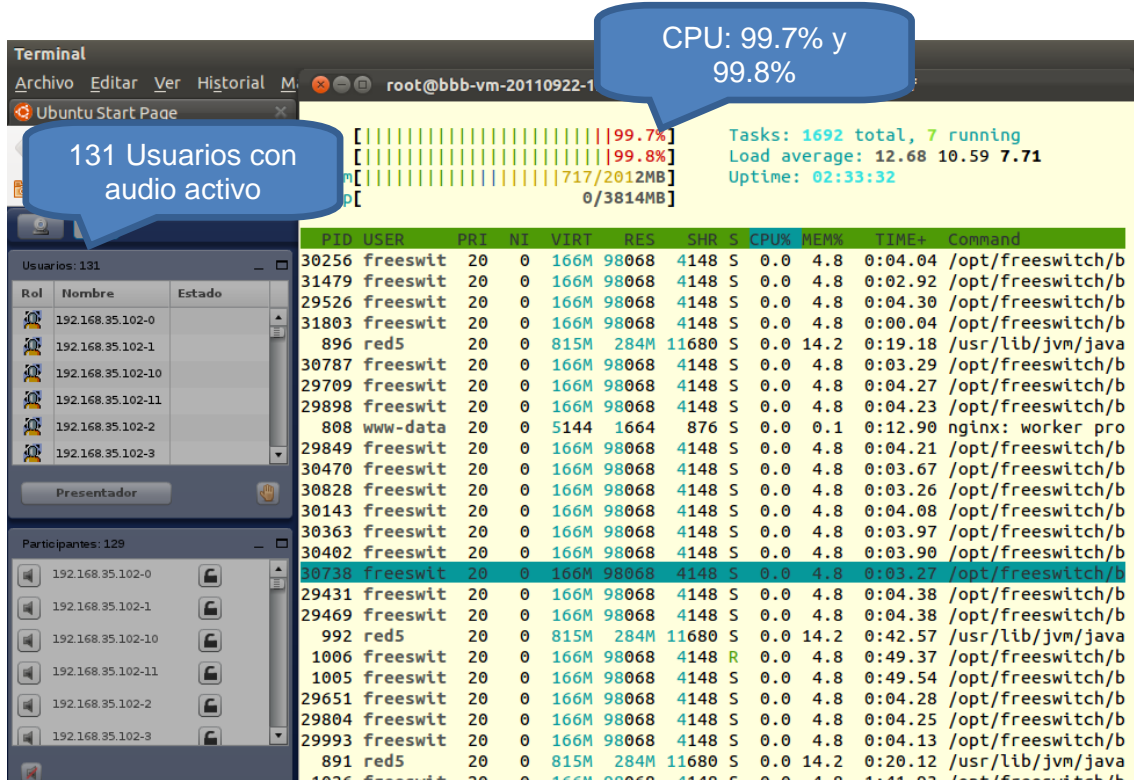 CPU: 99.7% y
99.8%
Terminal
Archivo Editar Ver Historial
root@bbb-vm-20110922-1
Ubuntu Start Page
131 Usuarios con
audio activo
[||||||||||||||||||||||||||99.7%]
[||||||||||||||||||||||||||99.8%]
m[||||||||||||||||||||717/2012MB]
p[ 0/3814MB]
Tasks: 1692 total, 7 running
Load average: 12.68 10.59 7.71
Uptime: 02:33:32
Usuarios: 131
Rol Nombre Estado
192.168.35.102-0
192.168.35.102-1
192.168.35.102-10
192.168.35.102-11
192.168.35.102-2
192.168.35.102-3
Presentador
Participantes: 129
192.168.35.102-0
192.168.35.102-1
192.168.35.102-10
192.168.35.102-11
192.168.35.102-2
192.168.35.102-3
PID USER PRI NI VIRT RES SHR S CPU% MEM% TIME+ Command
30256 freeswit 20 0 166M 98068 4148 S 0.0 4.8 0:04.04 /opt/freeswitch/b
31479 freeswit 20 0 166M 98068 4148 S 0.0 4.8 0:02.92 /opt/freeswitch/b
29526 freeswit 20 0 166M 98068 4148 S 0.0 4.8 0:04.30 /opt/freeswitch/b
31803 freeswit 20 0 166M 98068 4148 S 0.0 4.8 0:00.04 /opt/freeswitch/b
896 red5 20 0 815M 284M 11680 S 0.0 14.2 0:19.18 /usr/lib/jvm/java
30787 freeswit 20 0 166M 98068 4148 S 0.0 4.8 0:03.29 /opt/freeswitch/b
29709 freeswit 20 0 166M 98068 4148 S 0.0 4.8 0:04.27 /opt/freeswitch/b
29898 freeswit 20 0 166M 98068 4148 S 0.0 4.8 0:04.23 /opt/freeswitch/b
808 www-data 20 0 5144 1664 876 S 0.0 0.1 0:12.90 nginx: worker pro
29849 freeswit 20 0 166M 98068 4148 S 0.0 4.8 0:04.21 /opt/freeswitch/b
30470 freeswit 20 0 166M 98068 4148 S 0.0 4.8 0:03.67 /opt/freeswitch/b
30828 freeswit 20 0 166M 98068 4148 S 0.0 4.8 0:03.26 /opt/freeswitch/b
30143 freeswit 20 0 166M 98068 4148 S 0.0 4.8 0:04.08 /opt/freeswitch/b
30363 freeswit 20 0 166M 98068 4148 S 0.0 4.8 0:03.97 /opt/freeswitch/b
30402 freeswit 20 0 166M 98068 4148 S 0.0 4.8 0:03.90 /opt/freeswitch/b
30738 freeswit 20 0 166M 98068 4148 S 0.0 4.8 0:03.27 /opt/freeswitch/b
29431 freeswit 20 0 166M 98068 4148 S 0.0 4.8 0:04.38 /opt/freeswitch/b
29469 freeswit 20 0 166M 98068 4148 S 0.0 4.8 0:04.38 /opt/freeswitch/b
992 red5 20 0 815M 284M 11680 S 0.0 14.2 0:42.57 /usr/lib/jvm/java
1006 freeswit 20 0 166M 98068 4148 R 0.0 4.8 0:49.37 /opt/freeswitch/b
1005 freeswit 20 0 166M 98068 4148 S 0.0 4.8 0:49.54 /opt/freeswitch/b
29651 freeswit 20 0 166M 98068 4148 S 0.0 4.8 0:04.28 /opt/freeswitch/b
29804 freeswit 20 0 166M 98068 4148 S 0.0 4.8 0:04.25 /opt/freeswitch/b
29993 freeswit 20 0 166M 98068 4148 S 0.0 4.8 0:04.13 /opt/freeswitch/b
891 red5 20 0 815M 284M 11680 S 0.0 14.2 0:20.12 /usr/lib/jvm/java